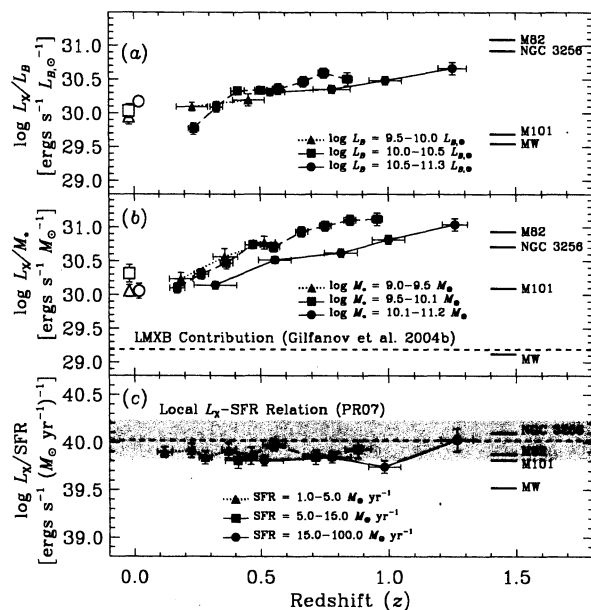 (a)
log L_X/L_B
[ergs s⁻¹ L_{B,⊙}⁻¹]
31.0
30.5
30.0
29.5
29.0
M82
NGC 3256
M101
MW
log L_B = 9.5–10.0 L_{B,⊙}
log L_B = 10.0–10.5 L_{B,⊙}
log L_B = 10.5–11.3 L_{B,⊙}
(b)
log L_X/M_*
[ergs s⁻¹ M_⊙⁻¹]
31.0
30.5
30.0
29.5
29.0
M82
NGC 3256
M101
MW
log M_* = 9.0–9.5 M_⊙
log M_* = 9.5–10.1 M_⊙
log M_* = 10.1–11.2 M_⊙
LMXB Contribution (Gilfanov et al. 2004b)
(c)
Local L_X–SFR Relation (PR07)
log L_X/SFR
[ergs s⁻¹ (M_⊙ yr⁻¹)⁻¹]
40.5
40.0
39.5
39.0
NGC 3256
M82
M101
MW
SFR = 1.0–5.0 M_⊙ yr⁻¹
SFR = 5.0–15.0 M_⊙ yr⁻¹
SFR = 15.0–100.0 M_⊙ yr⁻¹
0.0 0.5 1.0 1.5
Redshift (z)